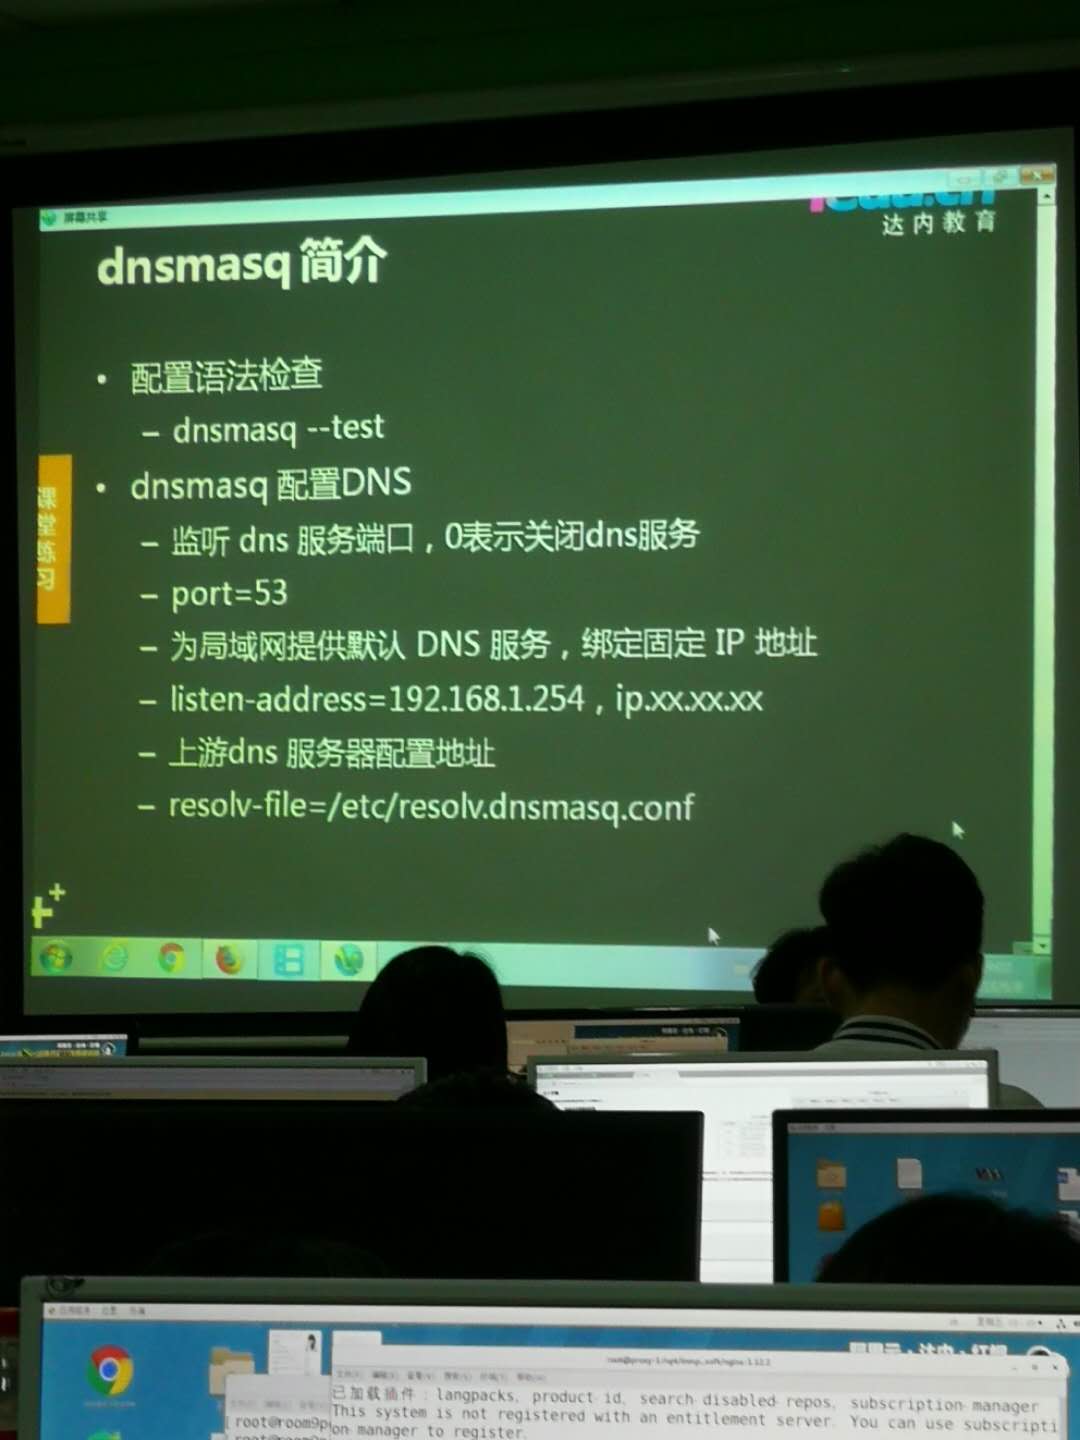 屏幕共享
达内教育
dnsmasq 简介
• 配置语法检查
– dnsmasq --test
• dnsmasq 配置DNS
– 监听 dns 服务端口，0表示关闭dns服务
– port=53
– 为局域网提供默认 DNS 服务，绑定固定 IP 地址
– listen-address=192.168.1.254，ip.xx.xx.xx
– 上游dns 服务器配置地址
– resolv-file=/etc/resolv.dnsmasq.conf
课堂练习
已加载插件：langpacks, product-id, search-disabled-repos, subscription-manager
This system is not registered with an entitlement server. You can use subscripti
on-manager to register.
[root@room9p